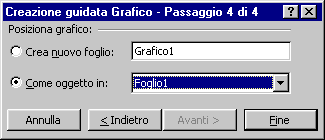 Creazione guidata Grafico - Passaggio 4 di 4
Posiziona grafico:
Crea nuovo foglio: Grafico1
Come oggetto in: Foglio1
Annulla < Indietro Avanti > Fine